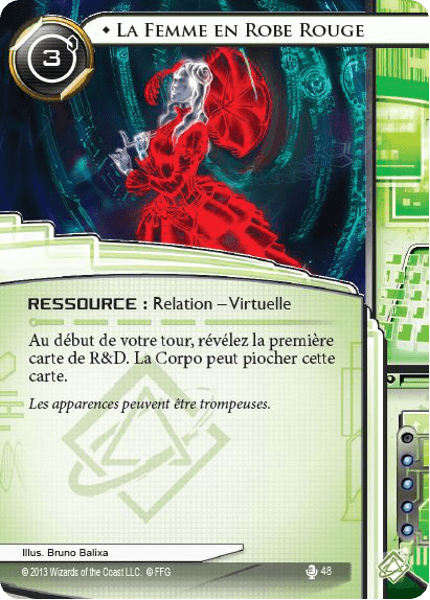 3
♦ La Femme en Robe Rouge
RESSOURCE : Relation – Virtuelle
Au début de votre tour, révélez la première
carte de R&D. La Corpo peut piocher cette
carte.
Les apparences peuvent être trompeuses.
Illus. Bruno Balixa
© 2013 Wizards of the Coast LLC. © FFG
48